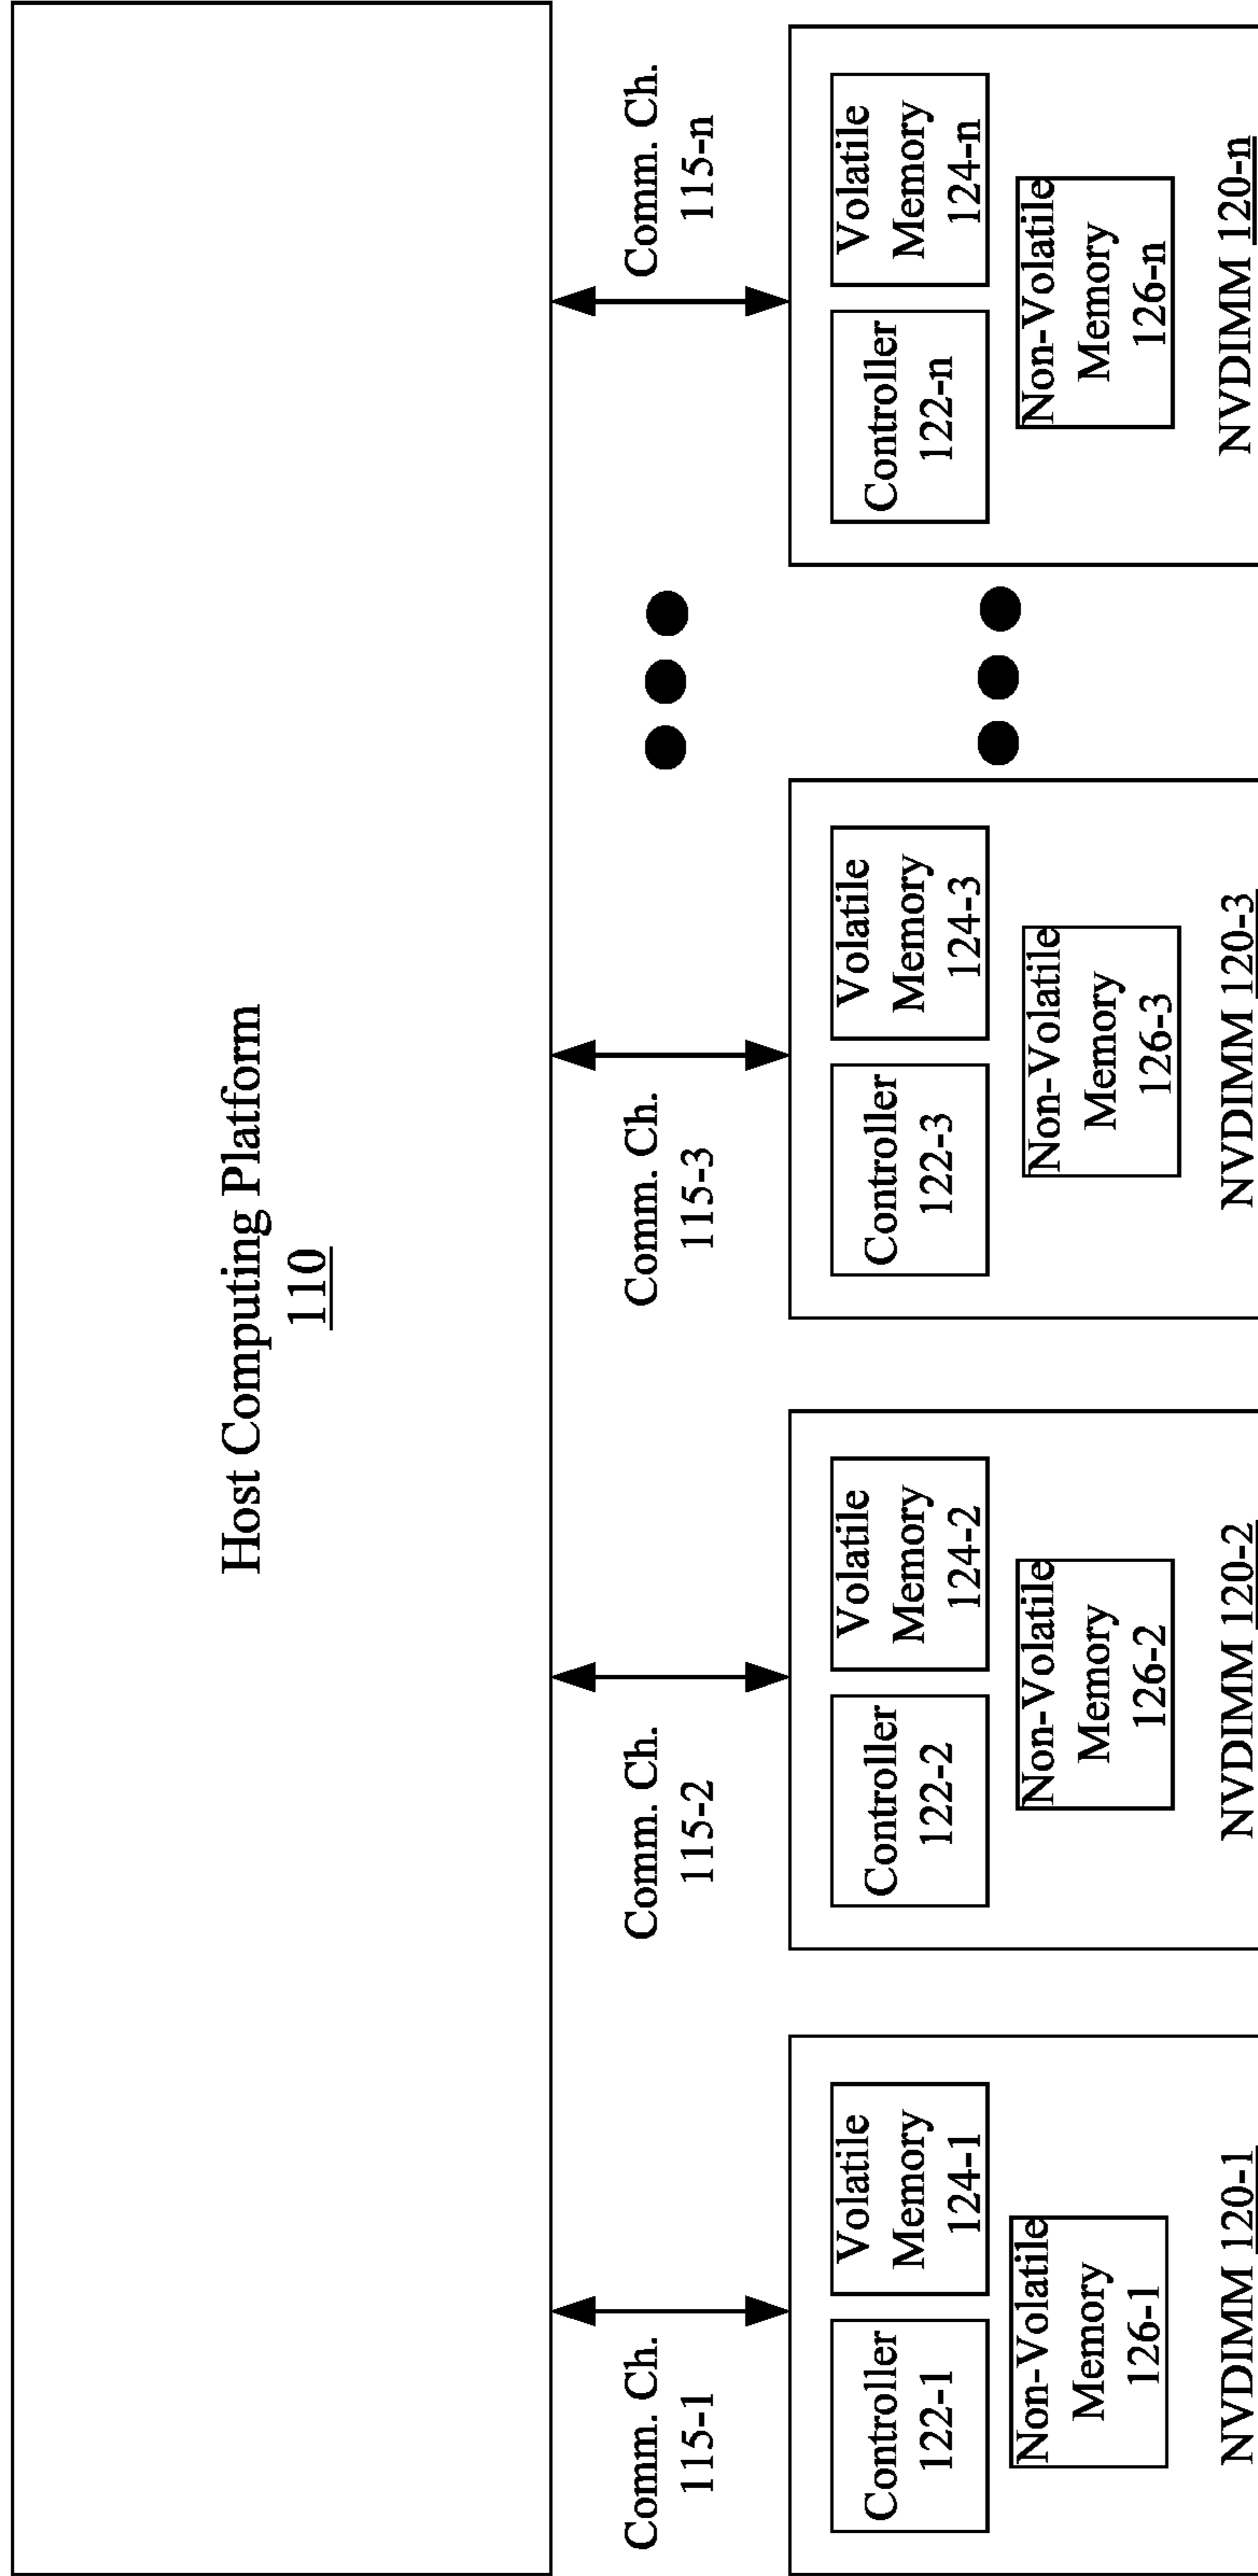 Host Computing Platform
110
Comm. Ch.
115-1
Comm. Ch.
115-2
Comm. Ch.
115-3
Comm. Ch.
115-n
Controller
122-1
Volatile
Memory
124-1
Non-Volatile
Memory
126-1
NVDIMM 120-1
Controller
122-2
Volatile
Memory
124-2
Non-Volatile
Memory
126-2
NVDIMM 120-2
Controller
122-3
Volatile
Memory
124-3
Non-Volatile
Memory
126-3
NVDIMM 120-3
Controller
122-n
Volatile
Memory
124-n
Non-Volatile
Memory
126-n
NVDIMM 120-n